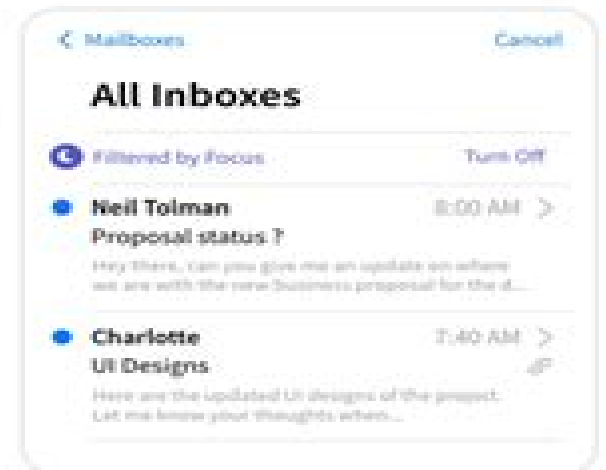 Mailboxes
Cancel
All Inboxes
Filtered by Focus
Turn Off
Neil Tolman
8:00 AM
Proposal status ?
Hey there, can you give me an update on where
we are with the new business proposal for the d...
Charlotte
7:40 AM
UI Designs
Here are the updated UI designs of the project.
Let me know your thoughts when...